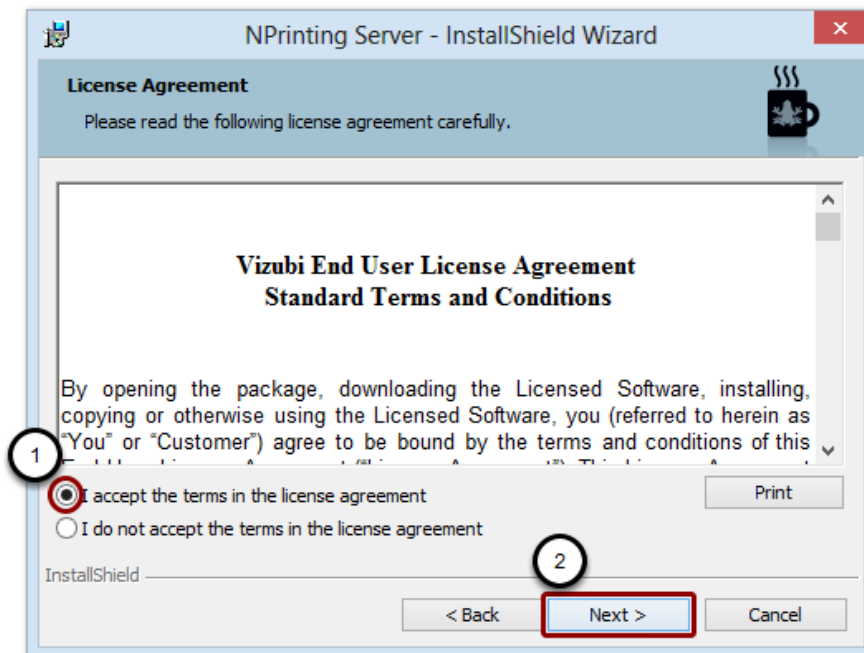 NPrinting Server - InstallShield Wizard
License Agreement
Please read the following license agreement carefully.
Vizubi End User License Agreement
Standard Terms and Conditions
By opening the package, downloading the Licensed Software, installing,
copying or otherwise using the Licensed Software, you (referred to herein as
“You” or “Customer”) agree to be bound by the terms and conditions of this
1
I accept the terms in the license agreement
Print
I do not accept the terms in the license agreement
2
InstallShield
< Back
Next >
Cancel